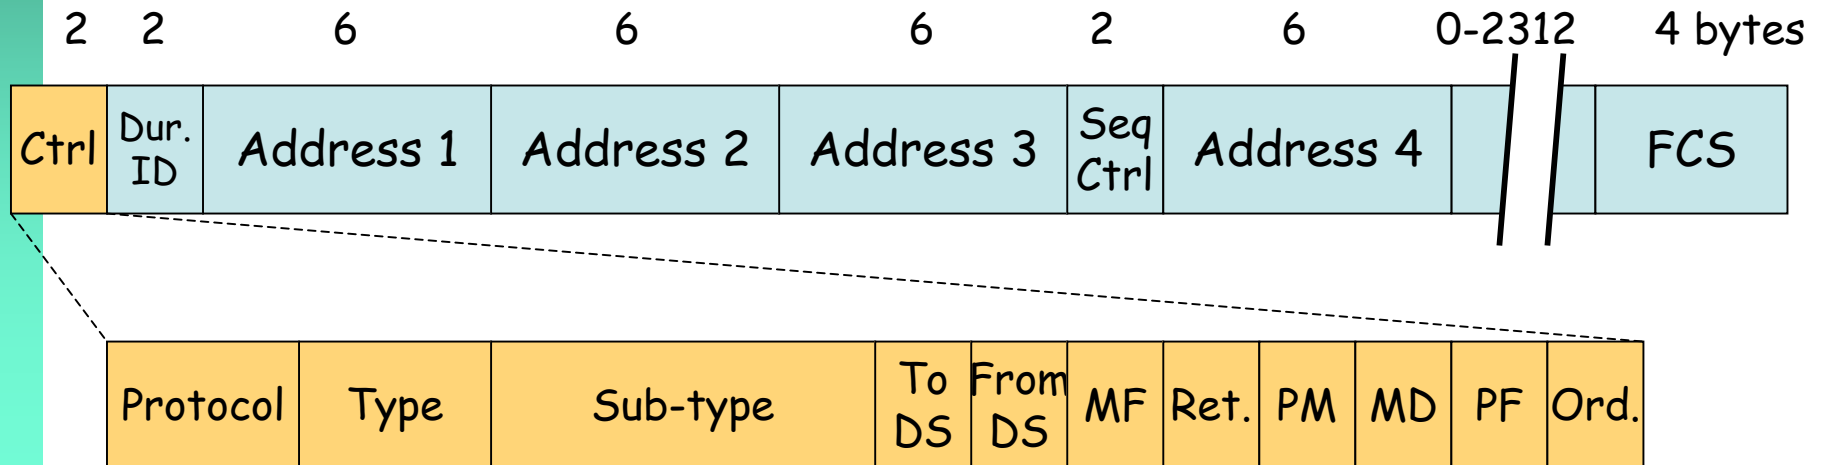 2 2 6 6 6 2 6 0-2312 4 bytes
Ctrl Dur. ID Address 1 Address 2 Address 3 Seq Ctrl Address 4 FCS
Protocol Type Sub-type To DS From DS MF Ret. PM MD PF Ord.